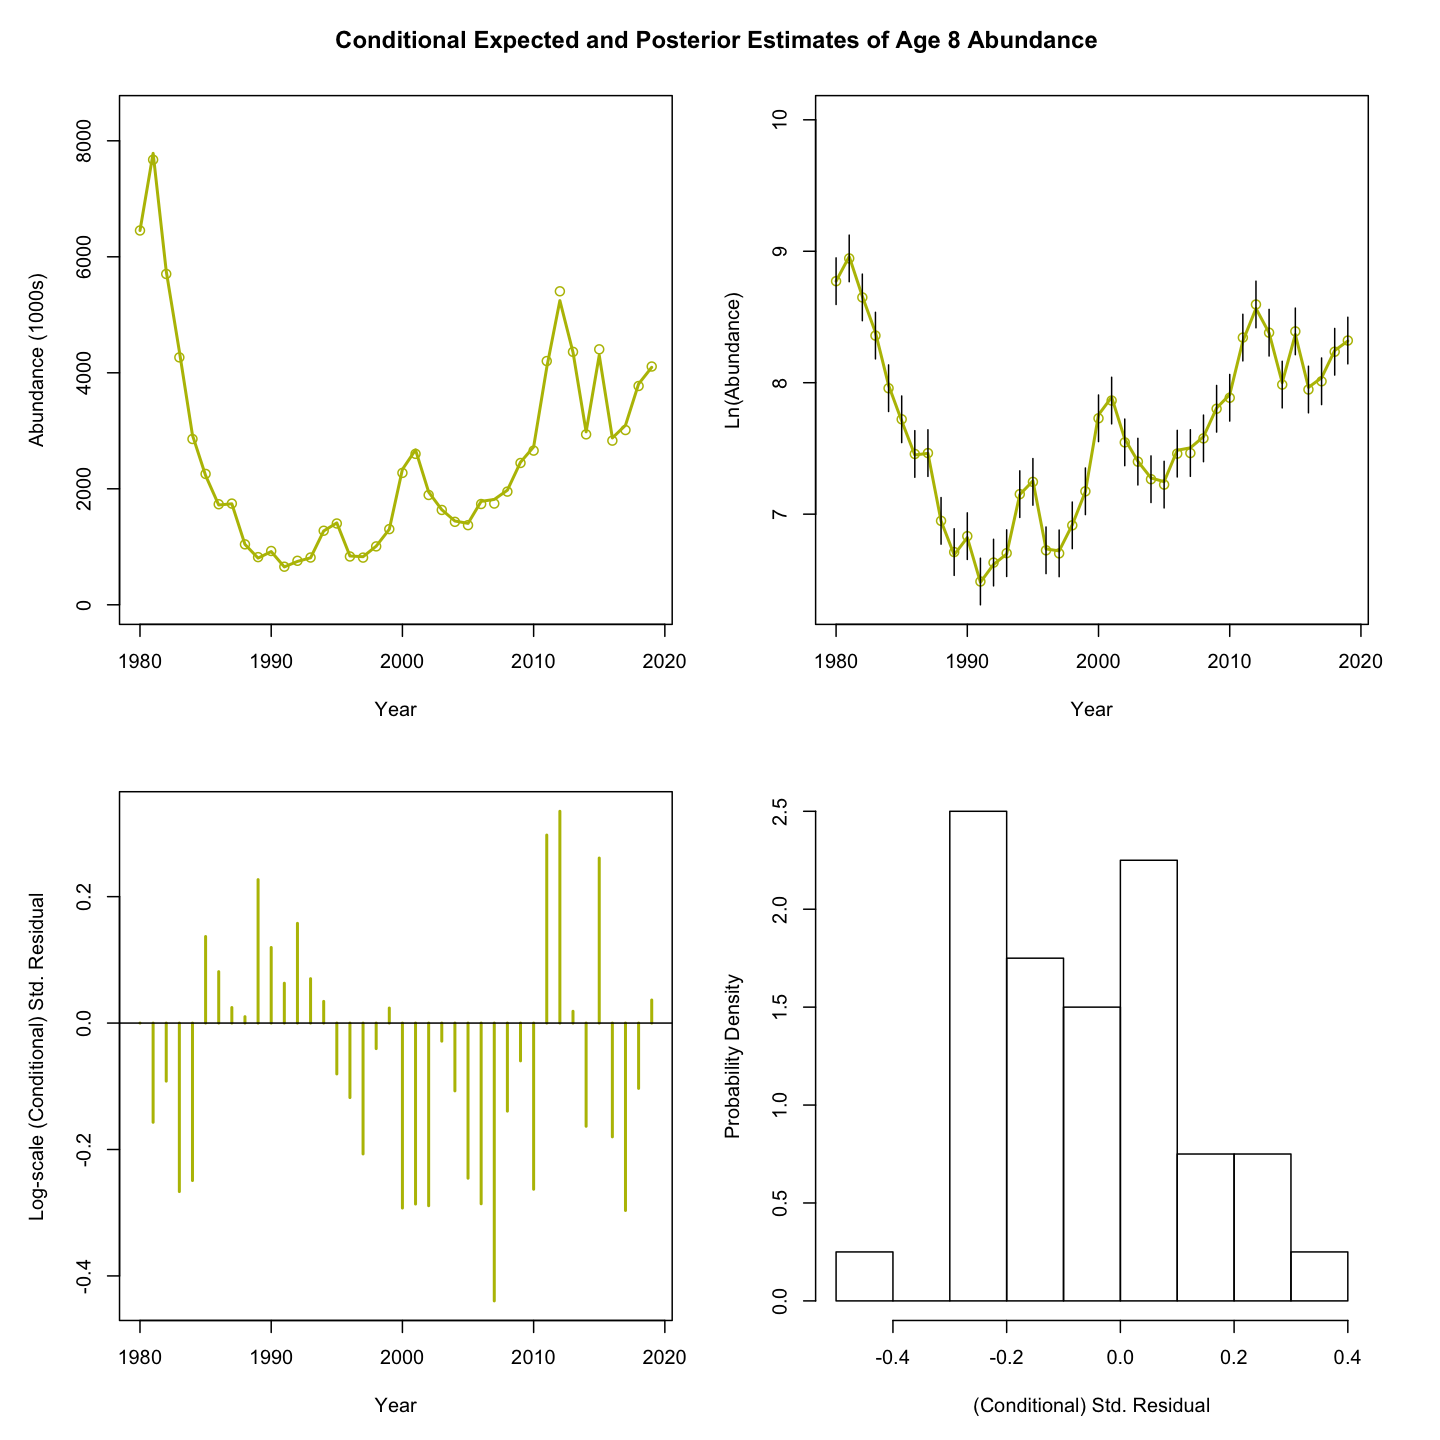 Conditional Expected and Posterior Estimates of Age 8 Abundance
Abundance (1000s)
8000
6000
4000
2000
0
1980 1990 2000 2010 2020
Year
Ln(Abundance)
10
9
8
7
1980 1990 2000 2010 2020
Year
Log-scale (Conditional) Std. Residual
0.2
0.0
-0.2
-0.4
1980 1990 2000 2010 2020
Year
Probability Density
2.5
2.0
1.5
1.0
0.5
0.0
-0.4 -0.2 0.0 0.2 0.4
(Conditional) Std. Residual